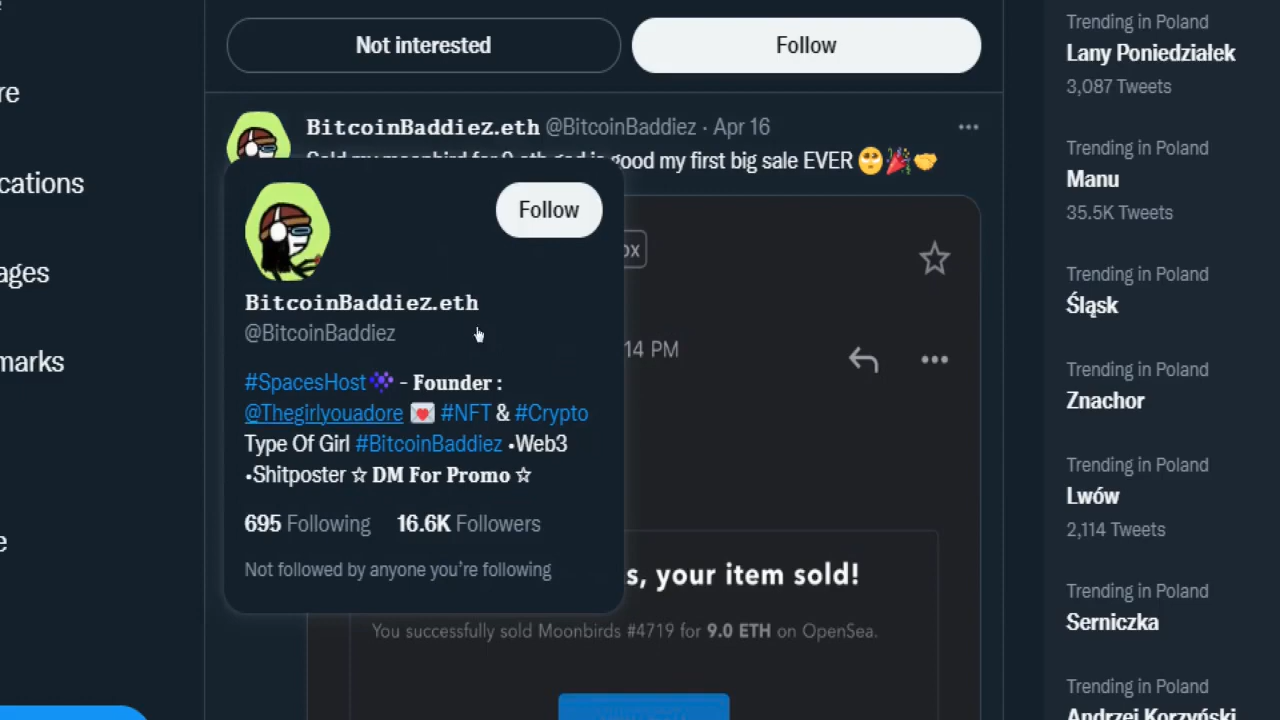 re
cations
ages
marks
e
Not interested
Follow
BitcoinBaddiez.eth @BitcoinBaddiez · Apr 16
good my first big sale EVER 🥺🎉🤝
Follow
BitcoinBaddiez.eth
@BitcoinBaddiez
#SpacesHost - Founder :
@Thegirlyouadore 💌 #NFT & #Crypto
Type Of Girl #BitcoinBaddiez •Web3
•Shitposter ☆ DM For Promo ☆
695 Following 16.6K Followers
Not followed by anyone you're following
ox
14 PM
s, your item sold!
You successfully sold Moonbirds #4719 for 9.0 ETH on OpenSea.
Trending in Poland
Lany Poniedziałek
3,087 Tweets
Trending in Poland
Manu
35.5K Tweets
Trending in Poland
Śląsk
Trending in Poland
Znachor
Trending in Poland
Lwów
2,114 Tweets
Trending in Poland
Serniczka
Trending in Poland
Andrzej Korzyński